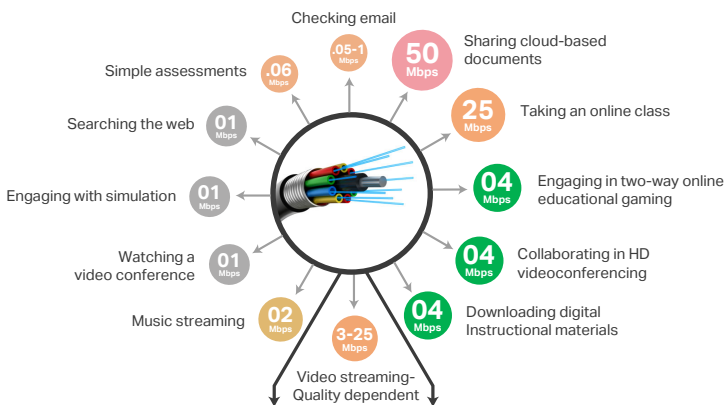 Checking email
.05-1
Mbps
50
Mbps
Sharing cloud-based
documents
25
Mbps
Taking an online class
04
Mbps
Engaging in two-way online
educational gaming
04
Mbps
Collaborating in HD
videoconferencing
04
Mbps
Downloading digital
Instructional materials
3-25
Mbps
Video streaming-
Quality dependent
02
Mbps
Music streaming
01
Mbps
Watching a
video conference
01
Mbps
Engaging with simulation
01
Mbps
Searching the web
.06
Mbps
Simple assessments